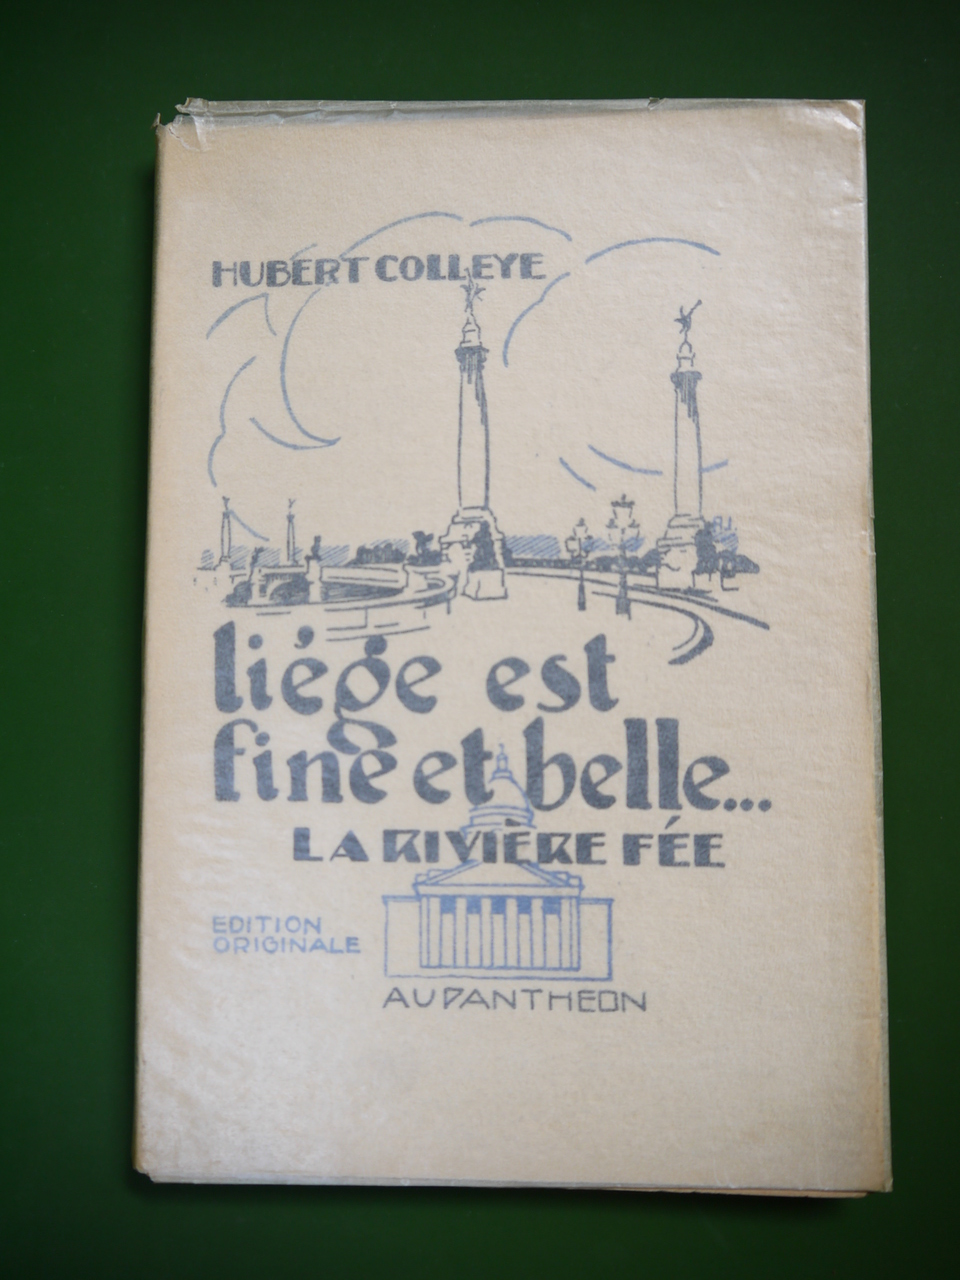 HUBERT COLLEYE
liége est
fine et belle...
LA RIVIÈRE FÉE
EDITION
ORIGINALE
AU PANTHEON